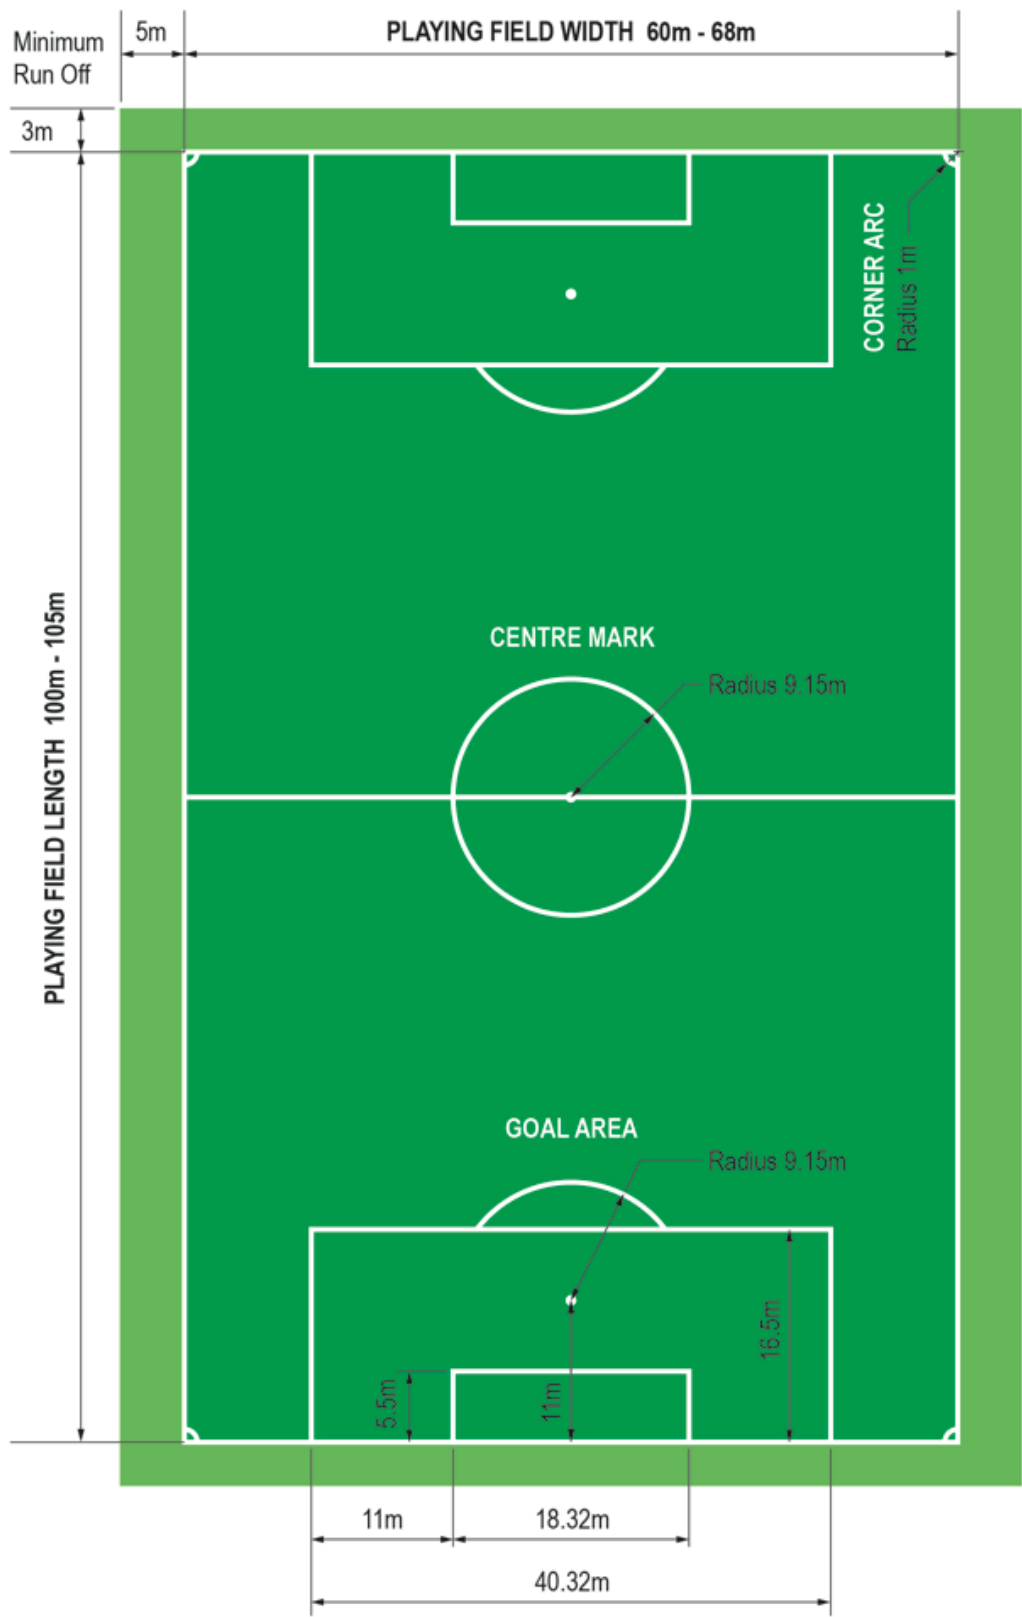 Minimum
Run Off
5m
PLAYING FIELD WIDTH  60m - 68m
3m
CORNER ARC
Radius 1m
PLAYING FIELD LENGTH  100m - 105m
CENTRE MARK
Radius 9.15m
GOAL AREA
Radius 9.15m
16.5m
5.5m
11m
11m
18.32m
40.32m